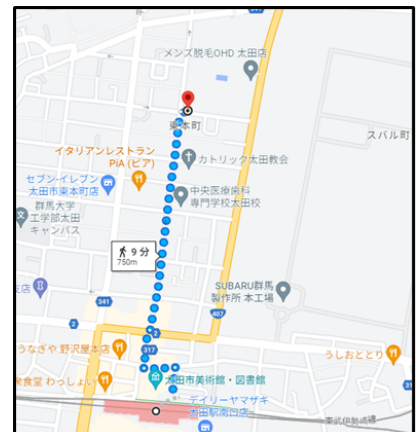 メンズ脱毛OHD 太田店
東本町
スバル町
イタリアンレストラン
PiA (ピア)
カトリック太田教会
セブン-イレブン
太田市東本町店
中央医療歯科
専門学校太田校
群馬大学
工学部太田
キャンパス
9 分
750m
SUBARU群馬
製作所 本工場
支店
341
407
2
2
317
うなぎや 野沢屋本店
うしおととり
食堂 わっしょい
太田市美術館・図書館
312
デイリーヤマザキ
太田駅南口店
東武伊勢崎線